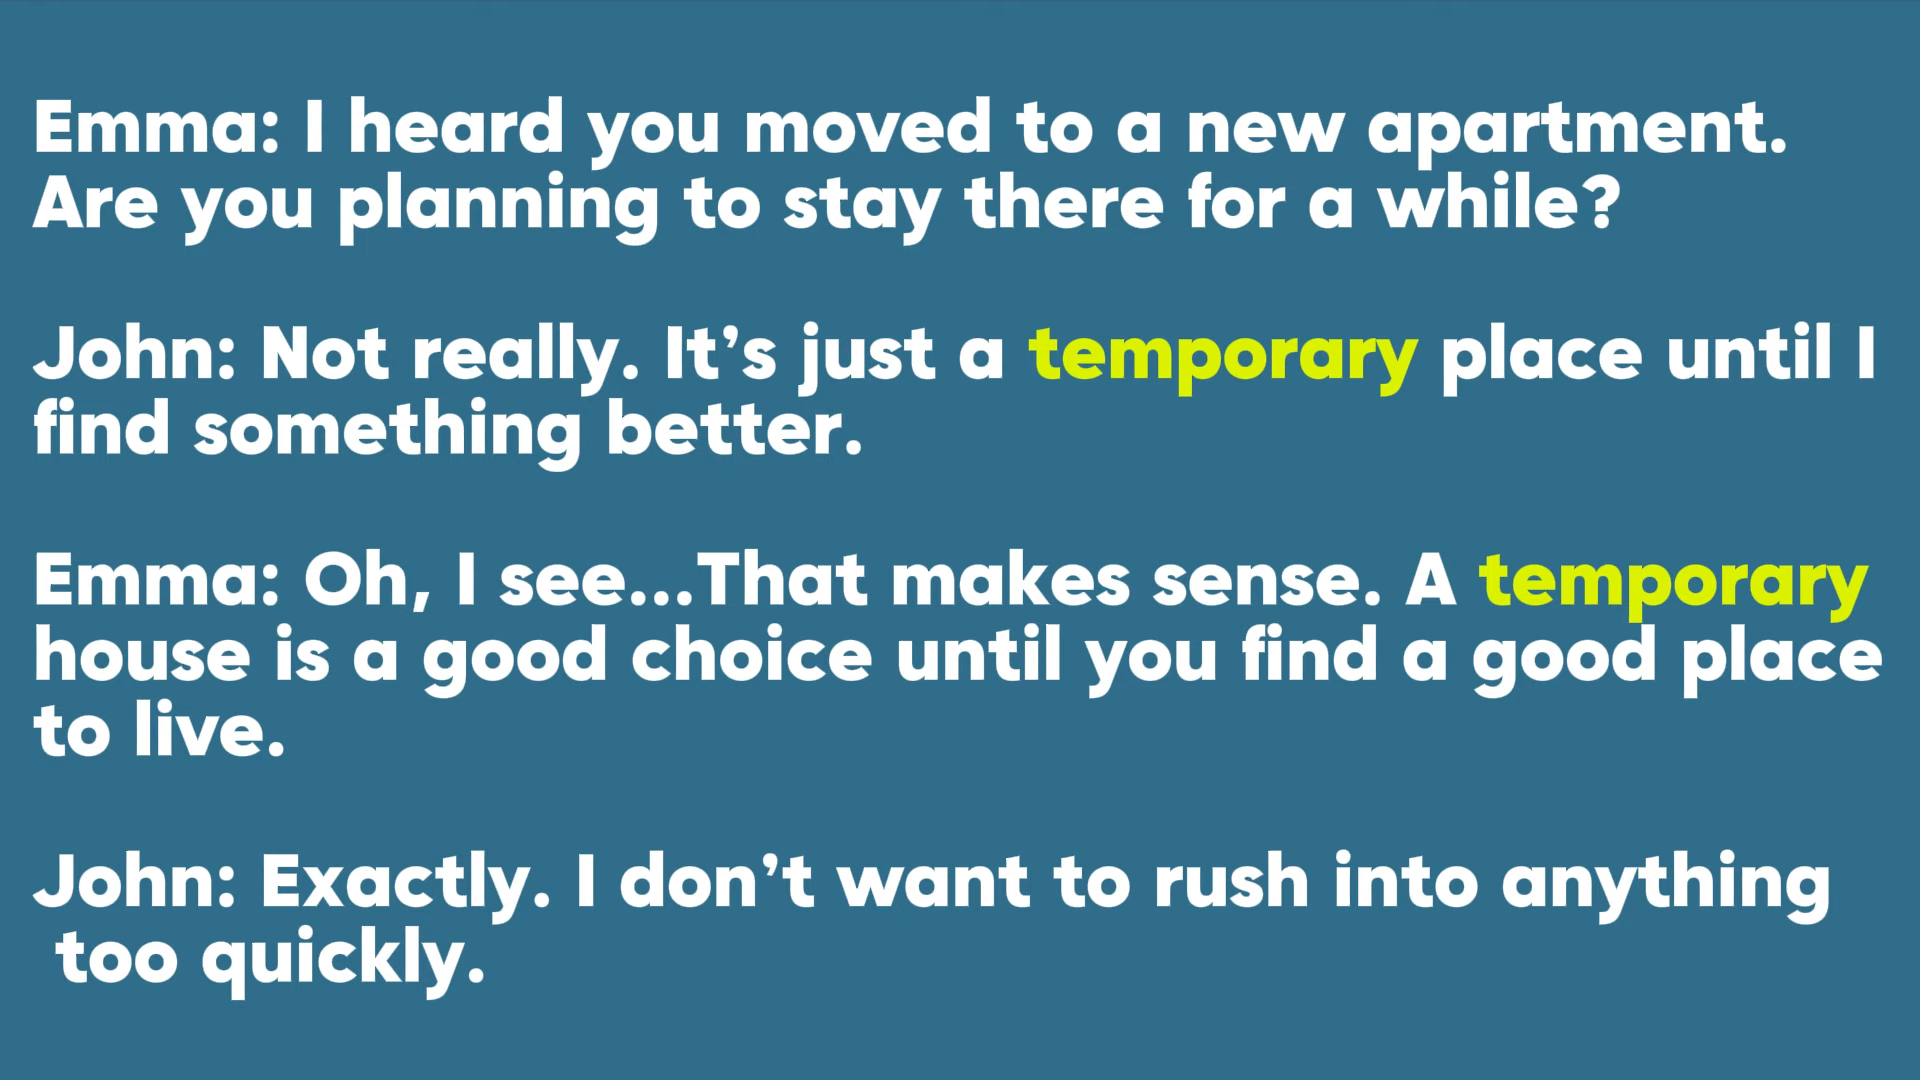 Emma: I heard you moved to a new apartment.
Are you planning to stay there for a while?
John: Not really. It’s just a temporary place until I
find something better.
Emma: Oh, I see...That makes sense. A temporary
house is a good choice until you find a good place
to live.
John: Exactly. I don’t want to rush into anything
too quickly.